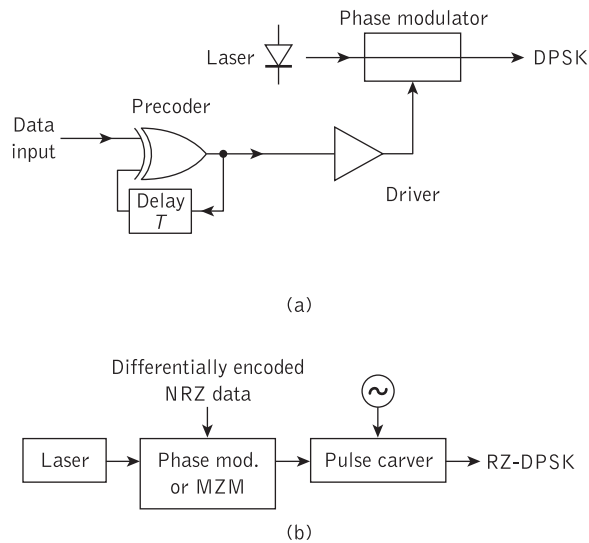 Phase modulator
Laser
DPSK
Precoder
Data
input
Delay
T
Driver
(a)
Differentially encoded
NRZ data
Laser
Phase mod.
or MZM
Pulse carver
RZ-DPSK
(b)